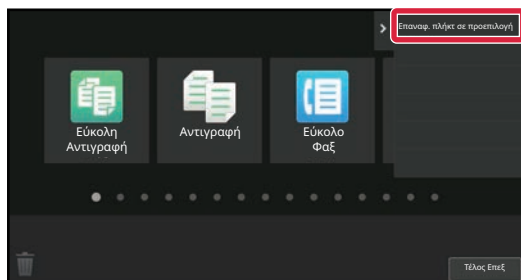 Επαναφ. πλήκτ σε προεπιλογή
Εύκολη
Αντιγραφή
Αντιγραφή
Εύκολο
Φαξ
Τέλος Επεξ